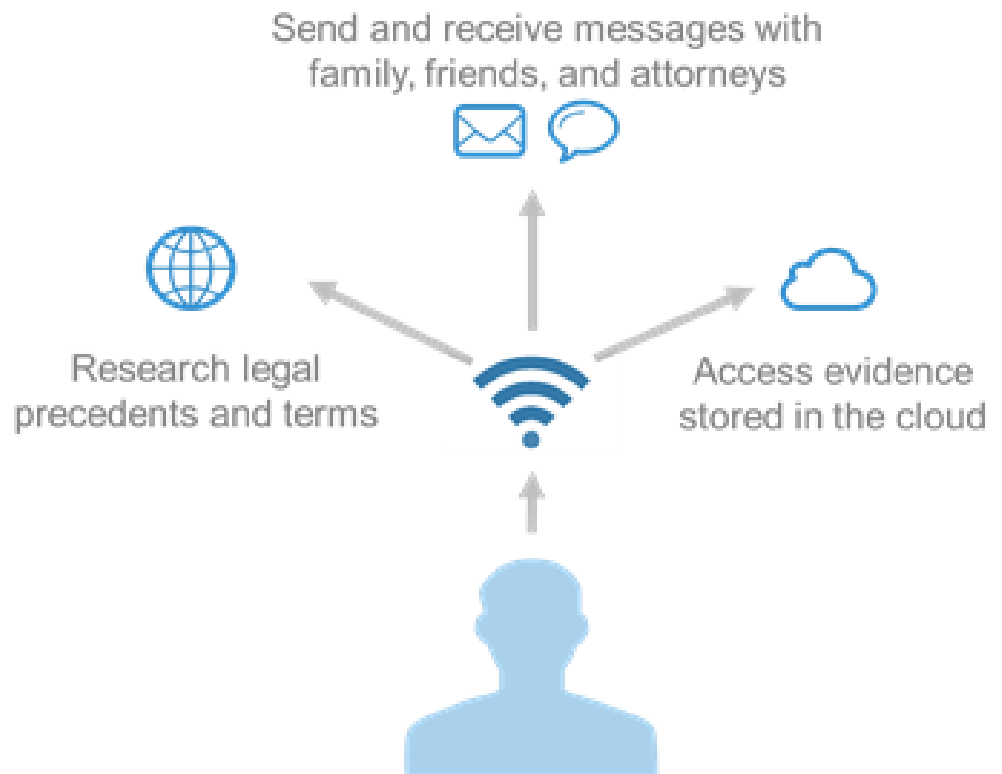 Send and receive messages with
family, friends, and attorneys
Research legal
precedents and terms
Access evidence
stored in the cloud